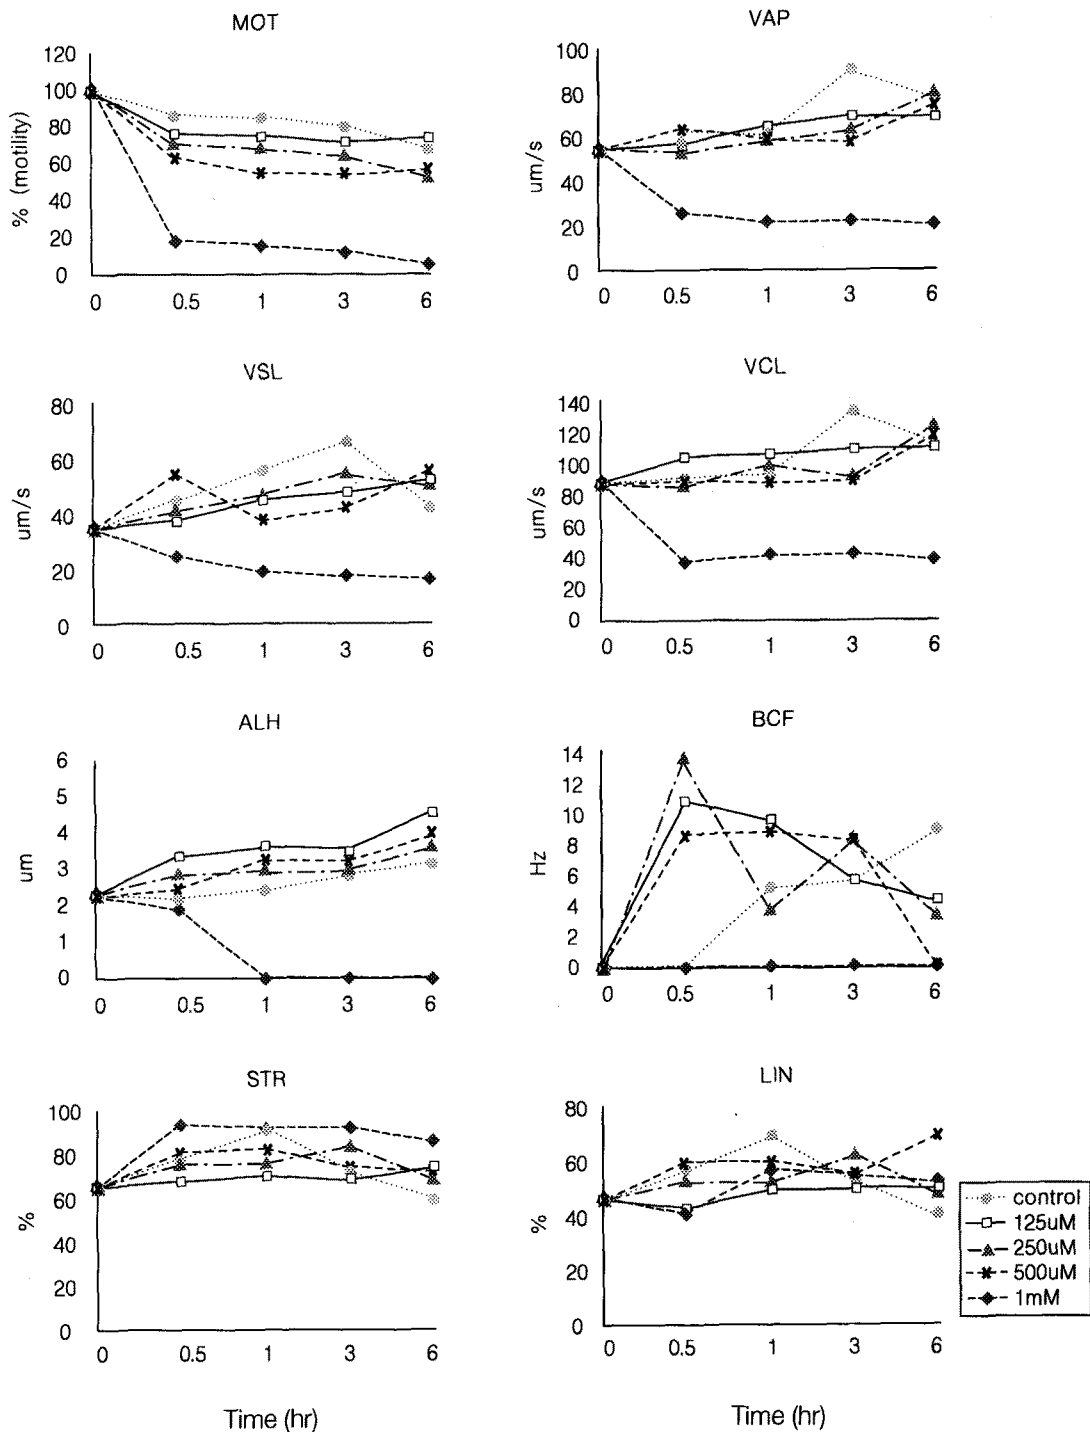 MOT
120
100
80
60
40
20
0
% (motility)
0 0.5 1 3 6
VAP
100
80
60
40
20
0
um/s
0 0.5 1 3 6
VSL
80
60
40
20
0
um/s
0 0.5 1 3 6
VCL
140
120
100
80
60
40
20
0
um/s
0 0.5 1 3 6
ALH
6
5
4
3
2
1
0
um
0 0.5 1 3 6
BCF
14
12
10
8
6
4
2
0
Hz
0 0.5 1 3 6
STR
100
80
60
40
20
0
%
0 0.5 1 3 6
Time (hr)
LIN
80
60
40
20
0
%
0 0.5 1 3 6
Time (hr)
control
125uM
250uM
500uM
1mM